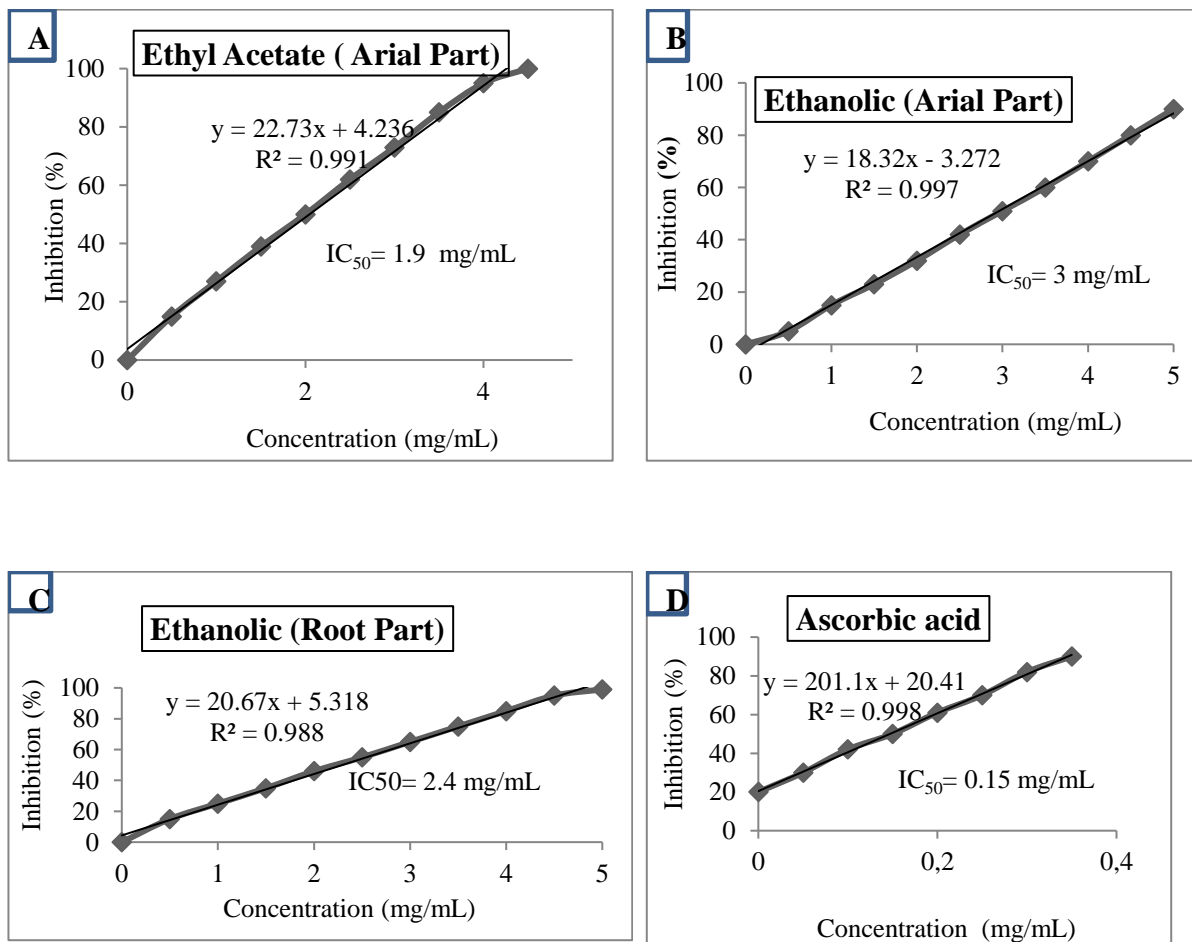 A
Ethyl Acetate ( Arial Part)
100
80
60
40
20
0
Inhibition (%)
y = 22.73x + 4.236
R² = 0.991
IC₅₀= 1.9 mg/mL
0 2 4
Concentration (mg/mL)
B
Ethanolic (Arial Part)
100
80
60
40
20
0
Inhibition (%)
y = 18.32x - 3.272
R² = 0.997
IC₅₀= 3 mg/mL
0 1 2 3 4 5
Concentration (mg/mL)
C
Ethanolic (Root Part)
100
80
60
40
20
0
Inhibition (%)
y = 20.67x + 5.318
R² = 0.988
IC50= 2.4 mg/mL
0 1 2 3 4 5
Concentration (mg/mL)
D
Ascorbic acid
100
80
60
40
20
0
Inhibition (%)
y = 201.1x + 20.41
R² = 0.998
IC₅₀= 0.15 mg/mL
0 0,2 0,4
Concentration (mg/mL)